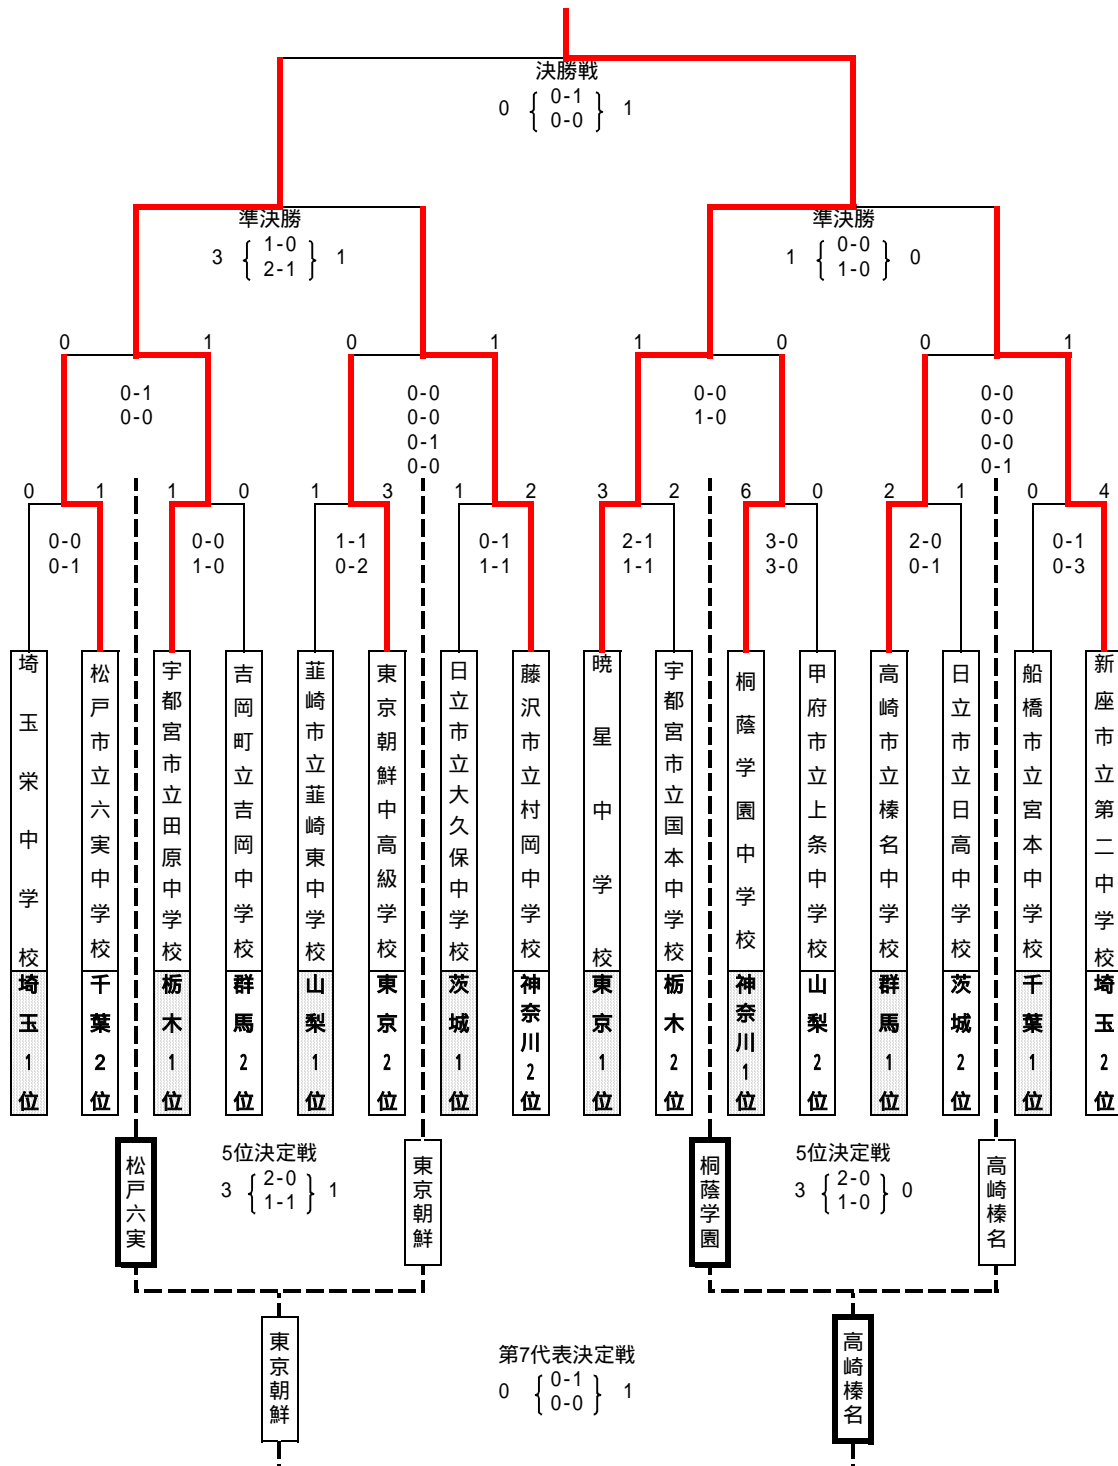 決勝戦
0 { 0-1 } 1
0-0
準決勝
3 { 1-0 } 1
2-1
準決勝
1 { 0-0 } 0
1-0
0 1 0 1 1 0 0 1
0-1
0-0
0-0
0-0
0-1
0-0
0-0
1-0
0-0
0-0
0-0
0-1
0 1 1 0 1 3 1 2 3 2 6 0 2 1 0 4
0-0
0-1
0-0
1-0
1-1
0-2
0-1
1-1
2-1
1-1
3-0
3-0
2-0
0-1
0-1
0-3
埼玉栄中学校
松戸市立六実中学校
宇都宮市立田原中学校
吉岡町立吉岡中学校
韮崎市立韮崎東中学校
東京朝鮮中高級学校
日立市立大久保中学校
藤沢市立村岡中学校
暁星中学校
宇都宮市立国本中学校
桐蔭学園中学校
甲府市立上条中学校
高崎市立榛名中学校
日立市立日高中学校
船橋市立宮本中学校
新座市立第二中学校
埼玉1位
千葉2位
栃木1位
群馬2位
山梨1位
東京2位
茨城1位
神奈川2位
東京1位
栃木2位
神奈川1位
山梨2位
群馬1位
茨城2位
千葉1位
埼玉2位
松戸六実
5位決定戦
3 { 2-0 } 1
1-1
東京朝鮮
桐蔭学園
5位決定戦
3 { 2-0 } 0
1-0
高崎榛名
東京朝鮮
第7代表決定戦
0 { 0-1 } 1
0-0
高崎榛名